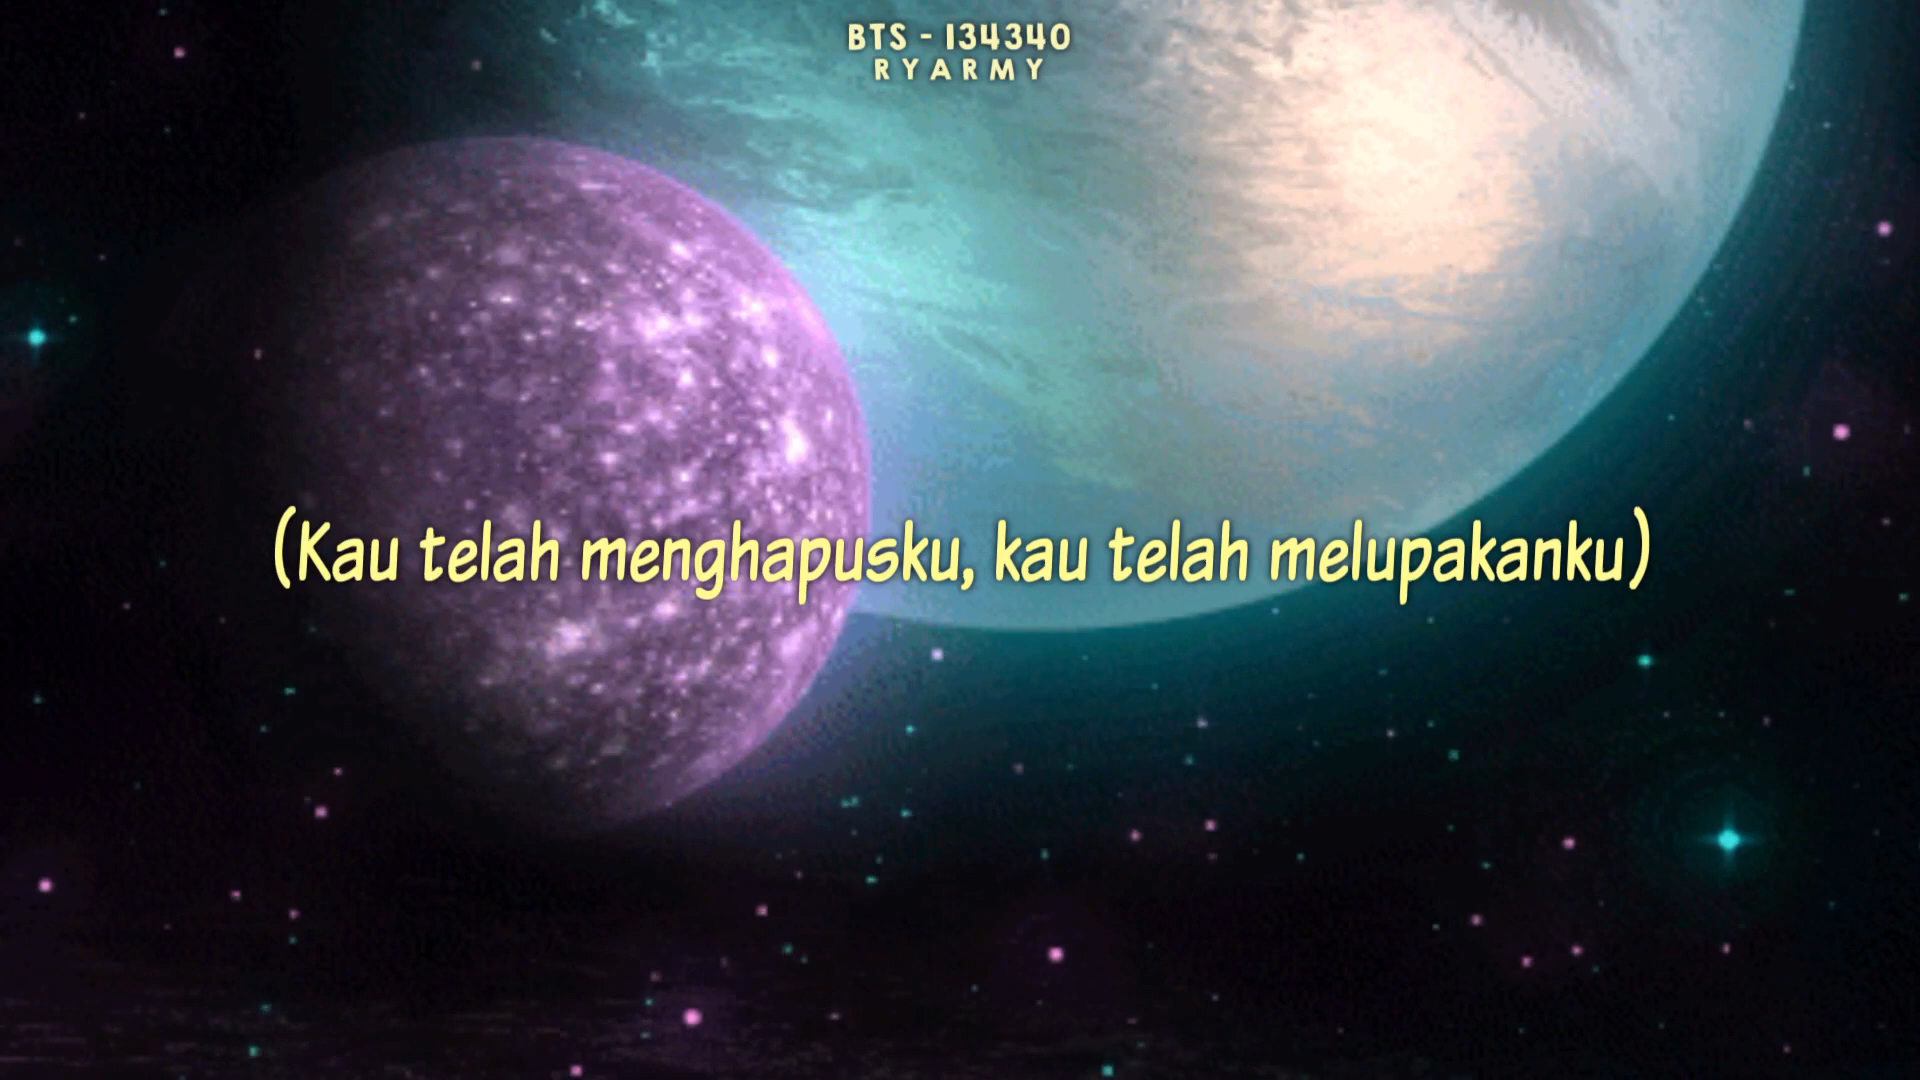 BTS - 134340
RYARMY
(Kau telah menghapusku, kau telah melupakanku)